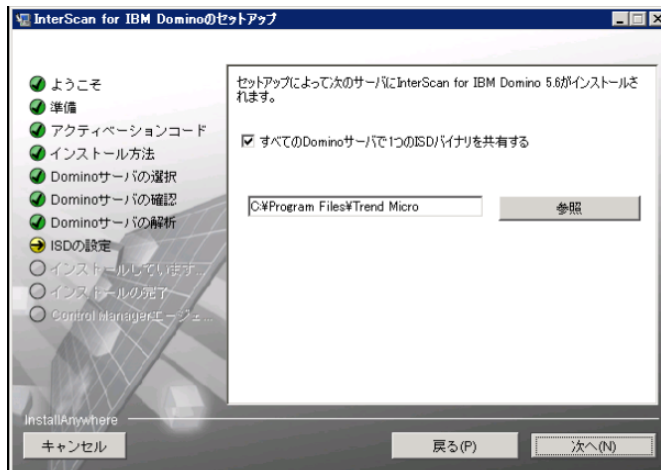 InterScan for IBM Dominoのセットアップ
ようこそ
準備
アクティベーションコード
インストール方法
Dominoサーバの選択
Dominoサーバの確認
Dominoサーバの解析
ISDの設定
インストールしています...
インストールの完了
Control Managerエージェ...
セットアップによって次のサーバにInterScan for IBM Domino 5.6がインストールさ
れます。
すべてのDominoサーバで1つのISDバイナリを共有する
C:¥Program Files¥Trend Micro
参照
InstallAnywhere
キャンセル
戻る(P)
次へ(N)